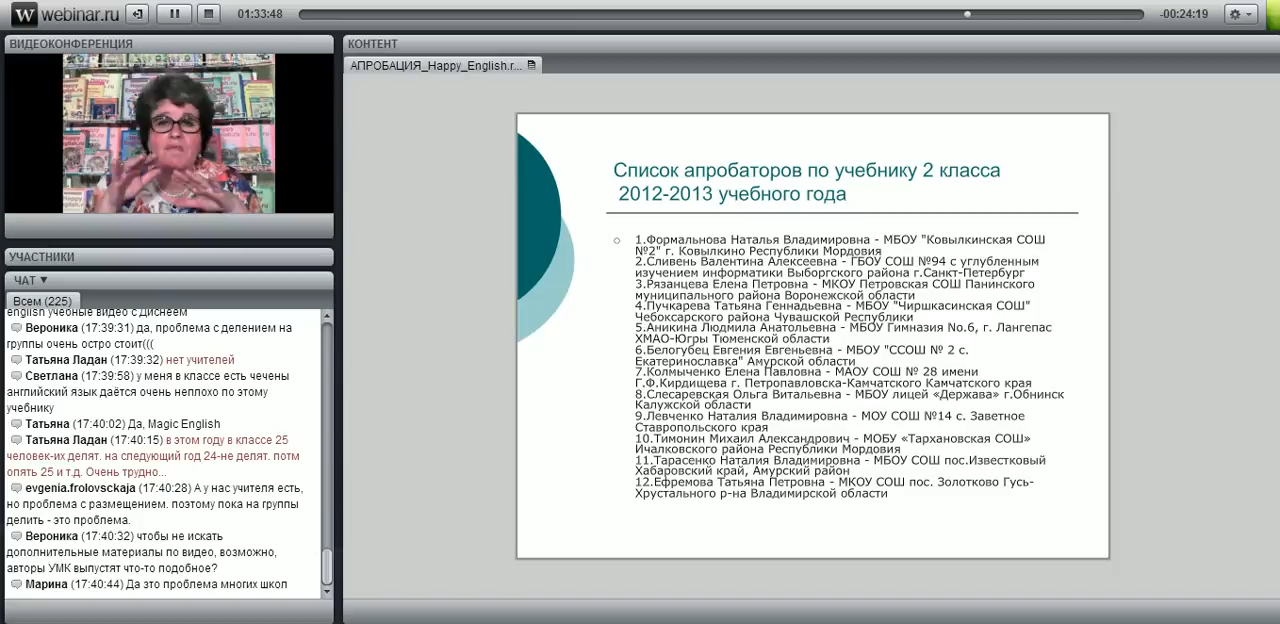 webinar.ru
01:33:48
-00:24:19
ВИДЕОКОНФЕРЕНЦИЯ
УЧАСТНИКИ
ЧАТ ▼
Всем (225)
english учебные видео с Диснеем
Вероника (17:39:31) да, проблема с делением на
группы очень остро стоит(((
Татьяна Ладан (17:39:32) нет учителей
Светлана (17:39:58) у меня в классе есть чечены
английский язык даётся очень неплохо по этому
учебнику
Татьяна (17:40:02) Да, Magic English
Татьяна Ладан (17:40:15) в этом году в классе 25
человек-их делят. на следующий год 24-не делят. потм
опять 25 и т.д. Очень трудно...
evgenia.frolovsckaja (17:40:28) А у нас учителя есть,
но проблема с размещением. поэтому пока на группы
делить - это проблема.
Вероника (17:40:32) чтобы не искать
дополнительные материалы по видео, возможно,
авторы УМК выпустят что-то подобное?
Марина (17:40:44) Да это проблема многих школ
КОНТЕНТ
АПРОБАЦИЯ_Happy_English.r...
Список апробаторов по учебнику 2 класса
2012-2013 учебного года
1.Формальнова Наталья Владимировна - МБОУ "Ковылкинская СОШ
№2" г. Ковылкино Республики Мордовия
2.Сливень Валентина Алексеевна - ГБОУ СОШ №94 с углубленным
изучением информатики Выборгского района г.Санкт-Петербург
3.Рязанцева Елена Петровна - МКОУ Петровская СОШ Панинского
муниципального района Воронежской области
4.Пучкарева Татьяна Геннадьевна - МБОУ "Чиршкасинская СОШ"
Чебоксарского района Чувашской Республики
5.Аникина Людмила Анатольевна - МБОУ Гимназия No.6, г. Лангепас
ХМАО-Югры Тюменской области
6.Белогубец Евгения Евгеньевна - МБОУ "ССОШ № 2 с.
Екатеринославка" Амурской области
7.Колмыченко Елена Павловна - МАОУ СОШ № 28 имени
Г.Ф.Кирдищева г. Петропавловска-Камчатского Камчатского края
8.Слесаревская Ольга Витальевна - МБОУ лицей «Держава» г.Обнинск
Калужской области
9.Левченко Наталия Владимировна - МОУ СОШ №14 с. Заветное
Ставропольского края
10.Тимонин Михаил Александрович - МОБУ «Тархановская СОШ»
Ичалковского района Республики Мордовия
11.Тарасенко Наталия Владимировна - МБОУ СОШ пос.Известковый
Хабаровский край, Амурский район
12.Ефремова Татьяна Петровна - МКОУ СОШ пос. Золотково Гусь-
Хрустального р-на Владимирской области